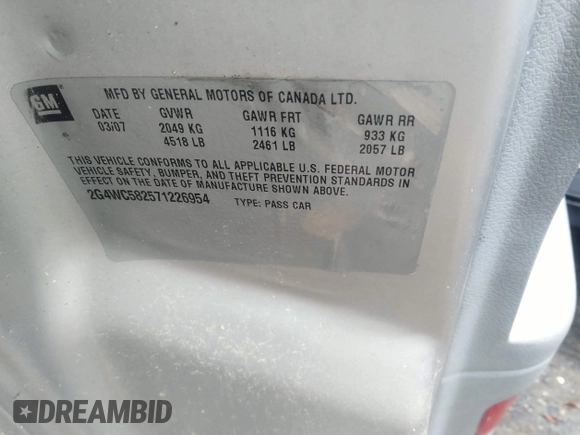 GM
MFD BY GENERAL MOTORS OF CANADA LTD.
DATE GVWR GAWR FRT GAWR RR
03/07 2049 KG 1116 KG 933 KG
4518 LB 2461 LB 2057 LB
THIS VEHICLE CONFORMS TO ALL APPLICABLE U.S. FEDERAL MOTOR
VEHICLE SAFETY, BUMPER, AND THEFT PREVENTION STANDARDS IN
EFFECT ON THE DATE OF MANUFACTURE SHOWN ABOVE.
2G4WC582571226954 TYPE: PASS CAR
DREAMBID